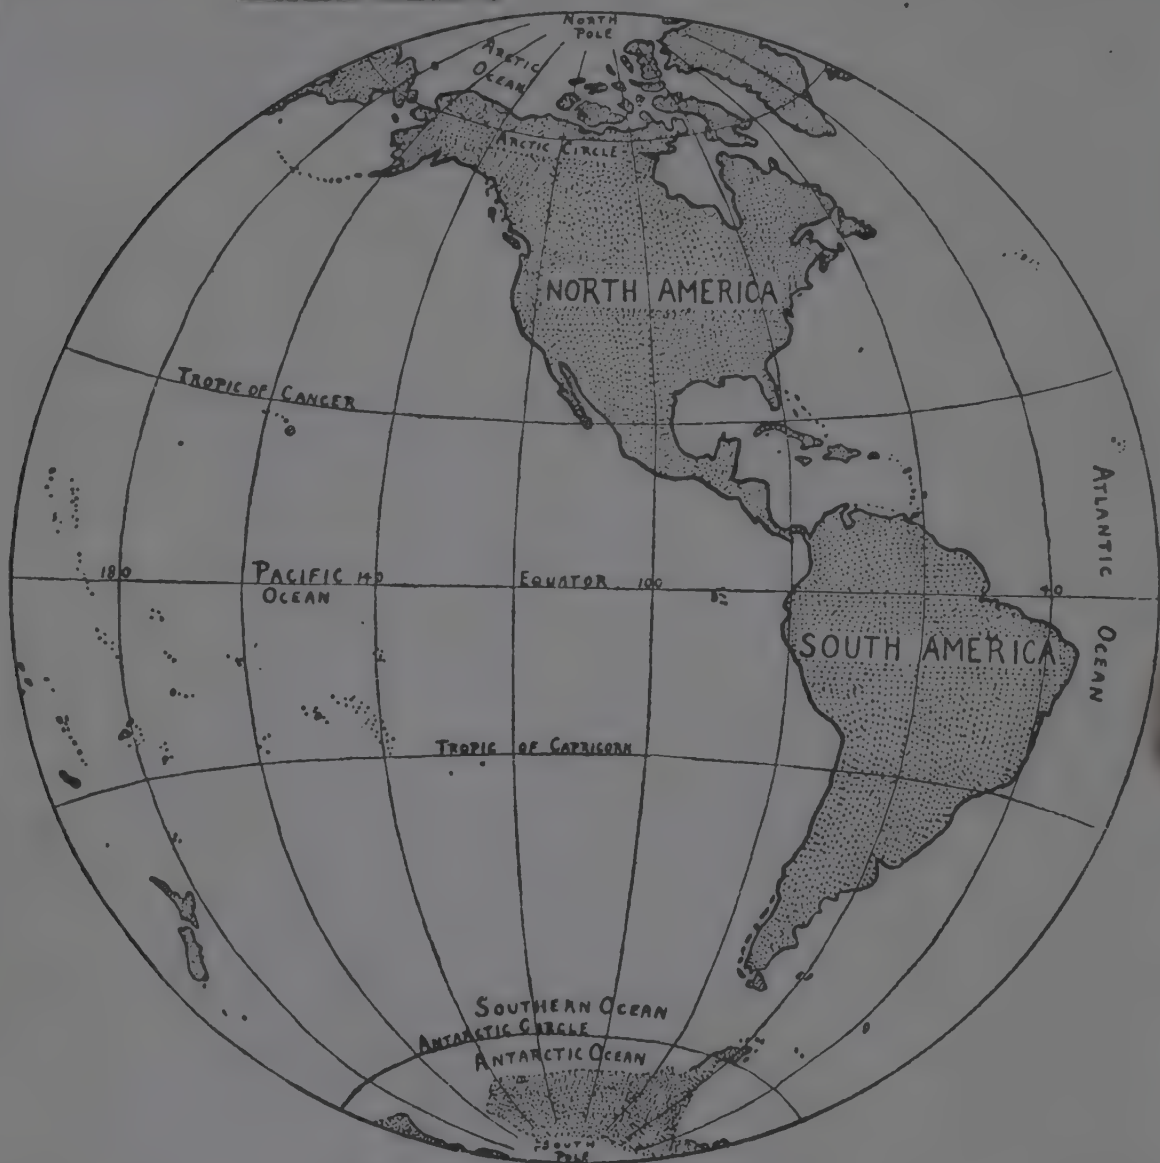 NORTH
POLE
ARCTIC
OCEAN
ARCTIC CIRCLE
NORTH AMERICA
TROPIC OF CANCER
ATLANTIC OCEAN
180
PACIFIC
OCEAN
140
EQUATOR
100
40
SOUTH AMERICA
TROPIC OF CAPRICORN
SOUTHERN OCEAN
ANTARCTIC CIRCLE
ANTARCTIC OCEAN
SOUTH
POLE